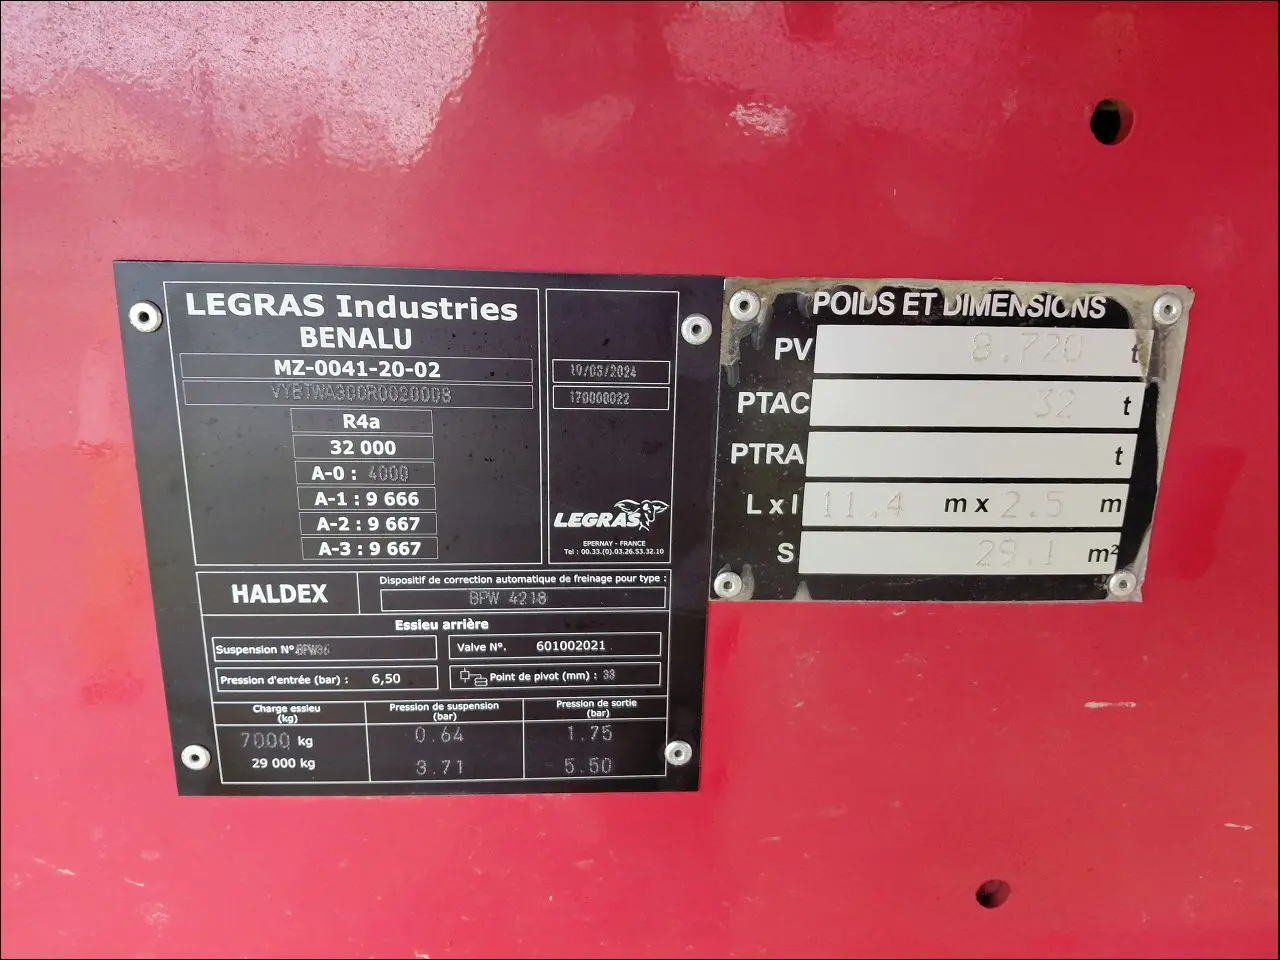 LEGRAS Industries
BENALU
MZ-0041-20-02
VYETWA300R0020008
R4a
32 000
A-0 : 4000
A-1 : 9 666
A-2 : 9 667
A-3 : 9 667
10/03/2024
170000022
LEGRAS
EPERNAY - FRANCE
Tel : 00.33.(0).03.26.53.32.10
HALDEX
Dispositif de correction automatique de freinage pour type :
BPW 4218
Essieu arrière
Suspension N° BPW36
Valve N°. 601002021
Pression d'entrée (bar) : 6,50
Point de pivot (mm) : 38
Charge essieu (kg)
Pression de suspension (bar)
Pression de sortie (bar)
7000 kg 0.64 1.75
29 000 kg 3.71 5.50
POIDS ET DIMENSIONS
PV 8.720 t
PTAC 32 t
PTRA t
L x l 11.4 m x 2.5 m
S 29.1 m²